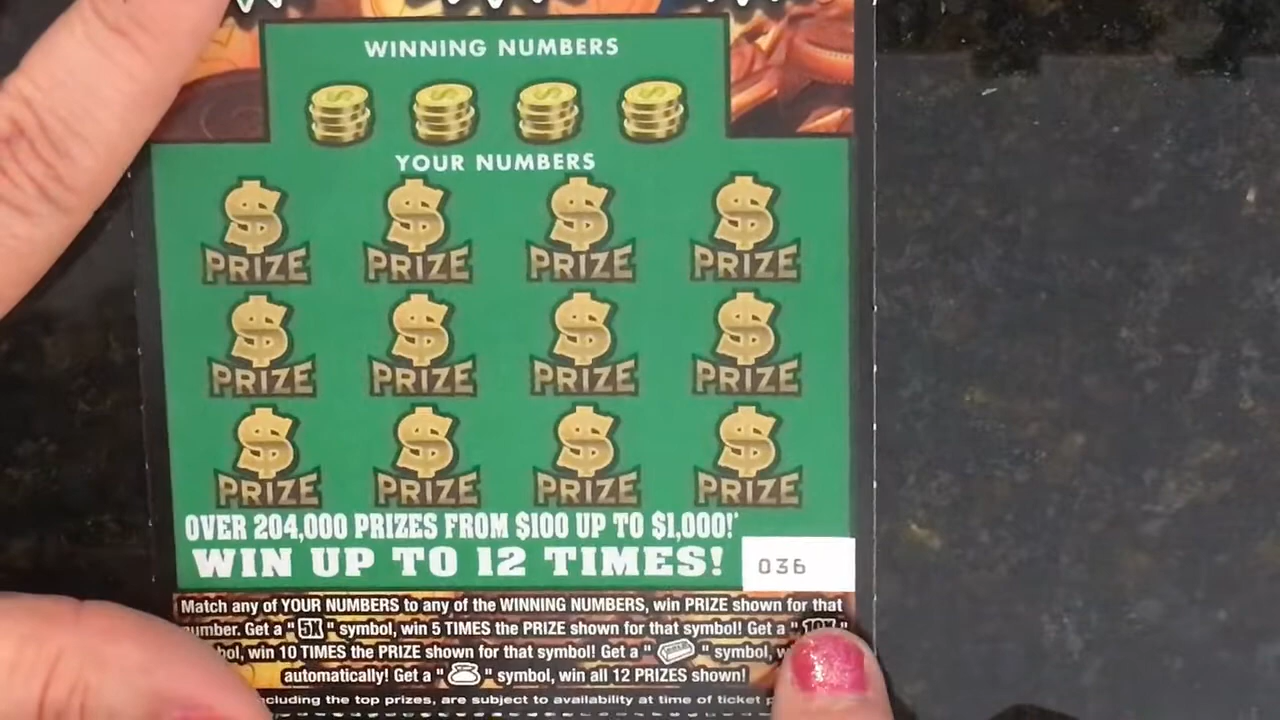 WINNING NUMBERS
YOUR NUMBERS
$ $ $ $
PRIZE PRIZE PRIZE PRIZE
$ $ $ $
PRIZE PRIZE PRIZE PRIZE
$ $ $ $
PRIZE PRIZE PRIZE PRIZE
OVER 204,000 PRIZES FROM $100 UP TO $1,000!*
WIN UP TO 12 TIMES!
036
Match any of YOUR NUMBERS to any of the WINNING NUMBERS, win PRIZE shown for that
number. Get a "5X" symbol, win 5 TIMES the PRIZE shown for that symbol! Get a "10X"
win 10 TIMES the PRIZE shown for that symbol! Get a " " symbol,
automatically! Get a " " symbol, win all 12 PRIZES shown!
the top prizes, are subject to availability at time of ticket